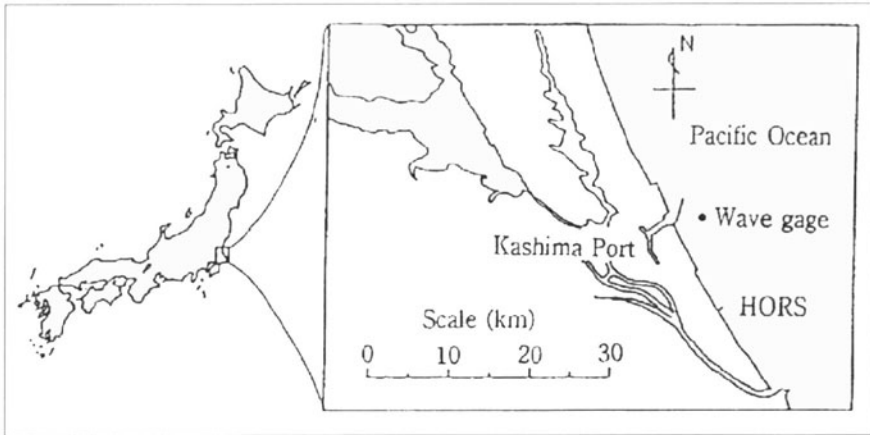 N
Pacific Ocean
Wave gage
Kashima Port
HORS
Scale (km)
0 10 20 30